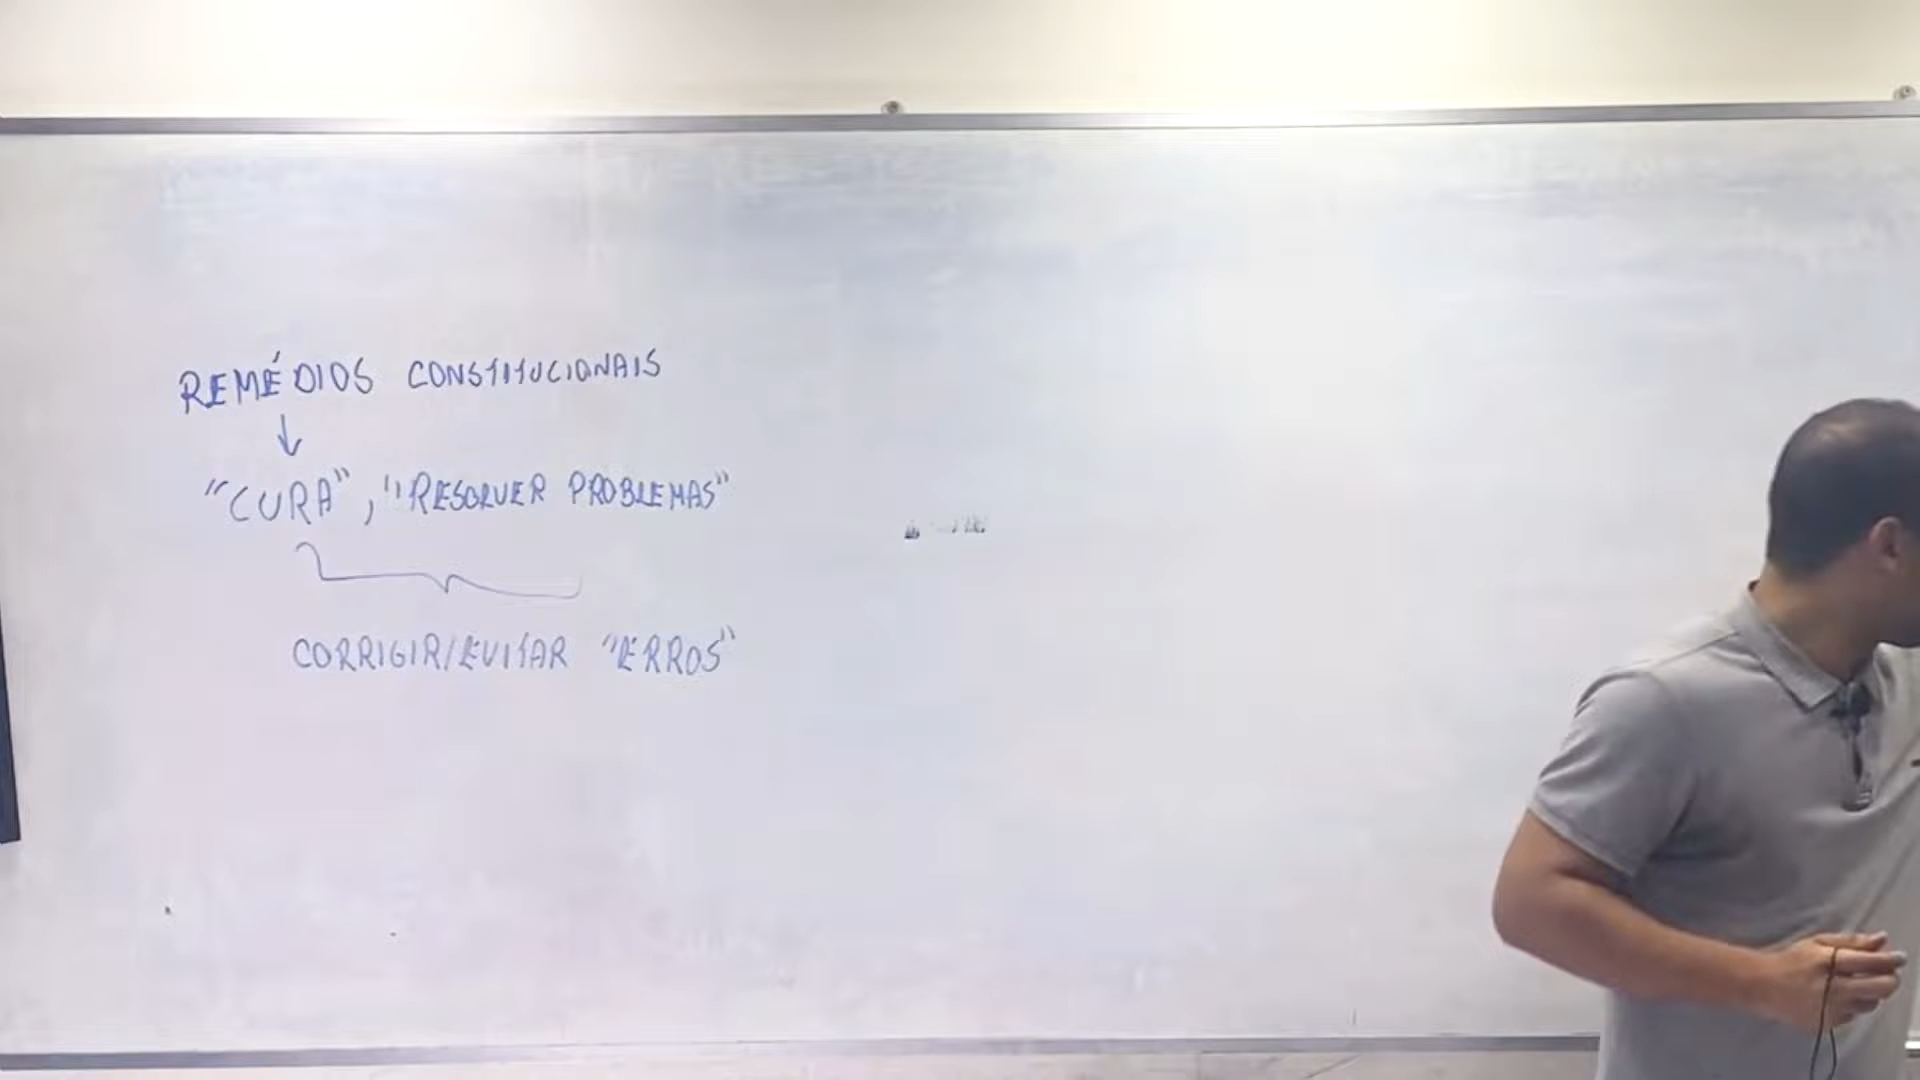 REMÉDIOS CONSTITUCIONAIS
"CURA", "RESOLVER PROBLEMAS"
CORRIGIR/EVITAR "ERROS"